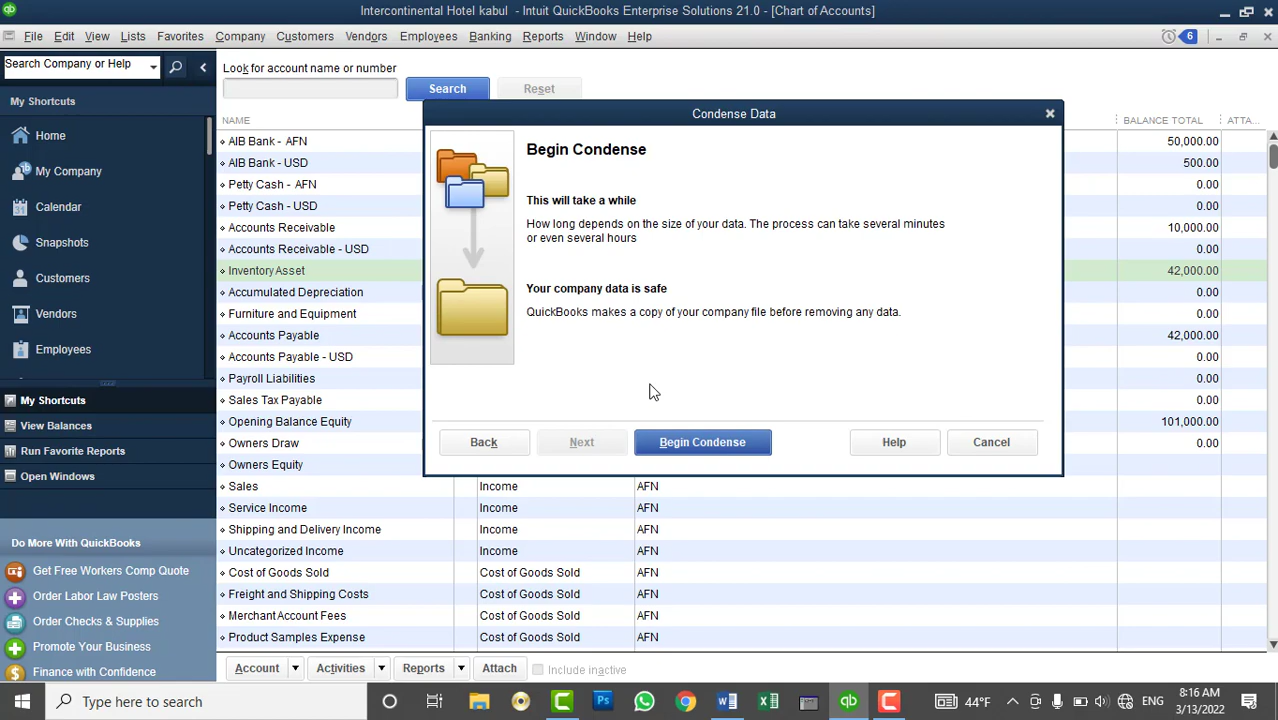 Intercontinental Hotel kabul - Intuit QuickBooks Enterprise Solutions 21.0 - [Chart of Accounts]
File Edit View Lists Favorites Company Customers Vendors Employees Banking Reports Window Help 6
Search Company or Help
My Shortcuts
Home
My Company
Calendar
Snapshots
Customers
Vendors
Employees
My Shortcuts
View Balances
Run Favorite Reports
Open Windows
Do More With QuickBooks
Get Free Workers Comp Quote
Order Labor Law Posters
Order Checks & Supplies
Promote Your Business
Finance with Confidence
Look for account name or number
Search Reset
NAME BALANCE TOTAL ATTA...
AIB Bank - AFN 50,000.00
AIB Bank - USD 500.00
Petty Cash - AFN 0.00
Petty Cash - USD 0.00
Accounts Receivable 10,000.00
Accounts Receivable - USD 0.00
Inventory Asset 42,000.00
Accumulated Depreciation 0.00
Furniture and Equipment 0.00
Accounts Payable 42,000.00
Accounts Payable - USD 0.00
Payroll Liabilities 0.00
Sales Tax Payable 0.00
Opening Balance Equity 101,000.00
Owners Draw 0.00
Owners Equity
Sales Income AFN
Service Income Income AFN
Shipping and Delivery Income Income AFN
Uncategorized Income Income AFN
Cost of Goods Sold Cost of Goods Sold AFN
Freight and Shipping Costs Cost of Goods Sold AFN
Merchant Account Fees Cost of Goods Sold AFN
Product Samples Expense Cost of Goods Sold AFN
Account Activities Reports Attach Include inactive
Condense Data
Begin Condense
This will take a while
How long depends on the size of your data. The process can take several minutes
or even several hours
Your company data is safe
QuickBooks makes a copy of your company file before removing any data.
Back Next Begin Condense Help Cancel
Type here to search
44°F ENG
8:16 AM
3/13/2022